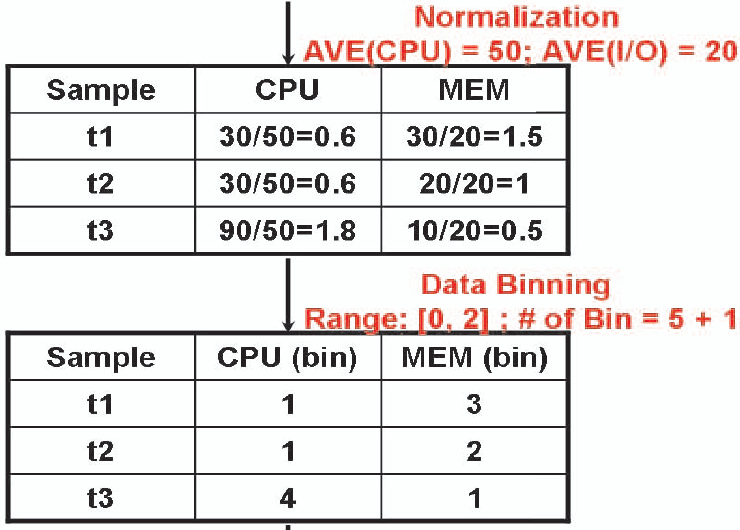 Normalization
AVE(CPU) = 50; AVE(I/O) = 20
Sample CPU MEM
t1 30/50=0.6 30/20=1.5
t2 30/50=0.6 20/20=1
t3 90/50=1.8 10/20=0.5
Data Binning
Range: [0, 2] ; # of Bin = 5 + 1
Sample CPU (bin) MEM (bin)
t1 1 3
t2 1 2
t3 4 1